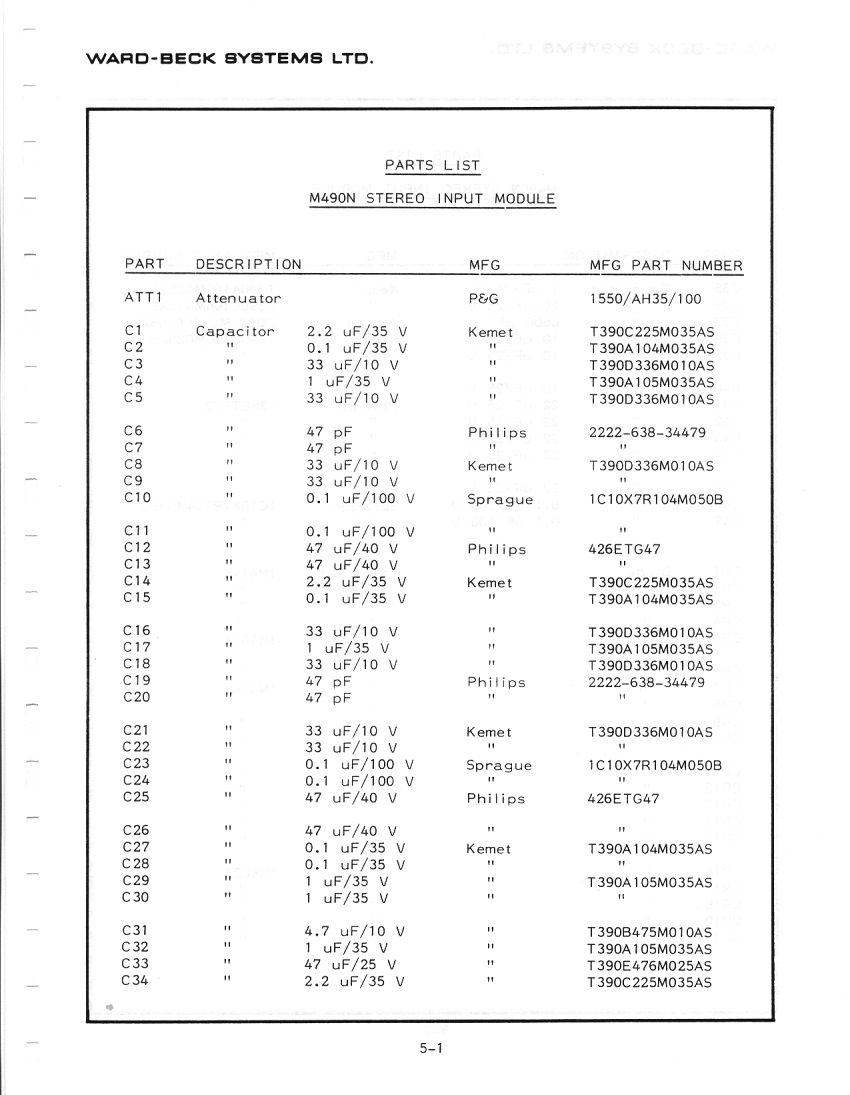 WARD-BECK SYSTEMS LTD.
PARTS LIST
M490N STEREO INPUT MODULE
PART DESCRIPTION MFG MFG PART NUMBER
ATT1 Attenuator P&G 1550/AH35/100
C1 Capacitor 2.2 uF/35 V Kemet T390C225M035AS
C2 " 0.1 uF/35 V " T390A104M035AS
C3 " 33 uF/10 V " T390D336M010AS
C4 " 1 uF/35 V " T390A105M035AS
C5 " 33 uF/10 V " T390D336M010AS
C6 " 47 pF Philips 2222-638-34479
C7 " 47 pF " "
C8 " 33 uF/10 V Kemet T390D336M010AS
C9 " 33 uF/10 V " "
C10 " 0.1 uF/100 V Sprague 1C10X7R104M050B
C11 " 0.1 uF/100 V " "
C12 " 47 uF/40 V Philips 426ETG47
C13 " 47 uF/40 V " "
C14 " 2.2 uF/35 V Kemet T390C225M035AS
C15 " 0.1 uF/35 V " T390A104M035AS
C16 " 33 uF/10 V " T390D336M010AS
C17 " 1 uF/35 V " T390A105M035AS
C18 " 33 uF/10 V " T390D336M010AS
C19 " 47 pF Philips 2222-638-34479
C20 " 47 pF " "
C21 " 33 uF/10 V Kemet T390D336M010AS
C22 " 33 uF/10 V " "
C23 " 0.1 uF/100 V Sprague 1C10X7R104M050B
C24 " 0.1 uF/100 V " "
C25 " 47 uF/40 V Philips 426ETG47
C26 " 47 uF/40 V " "
C27 " 0.1 uF/35 V Kemet T390A104M035AS
C28 " 0.1 uF/35 V " "
C29 " 1 uF/35 V " T390A105M035AS
C30 " 1 uF/35 V " "
C31 " 4.7 uF/10 V " T390B475M010AS
C32 " 1 uF/35 V " T390A105M035AS
C33 " 47 uF/25 V " T390E476M025AS
C34 " 2.2 uF/35 V " T390C225M035AS
5-1